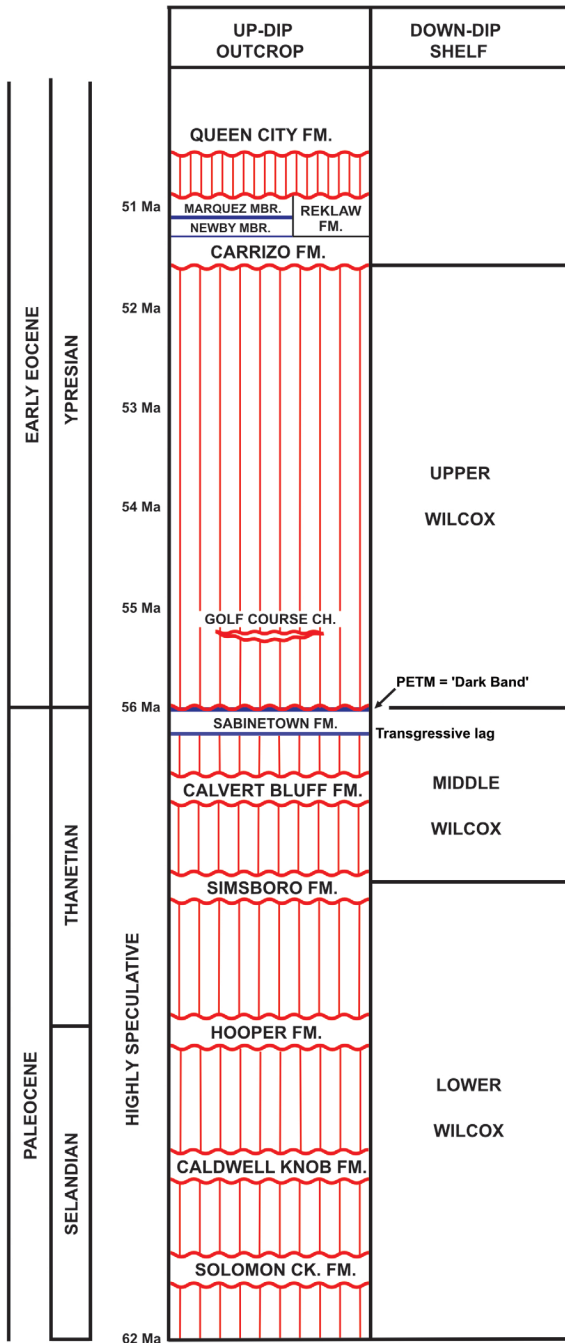 UP-DIP
OUTCROP
DOWN-DIP
SHELF
QUEEN CITY FM.
51 Ma
MARQUEZ MBR.
NEWBY MBR.
REKLAW
FM.
CARRIZO FM.
52 Ma
EARLY EOCENE
YPRESIAN
53 Ma
UPPER
WILCOX
54 Ma
55 Ma
GOLF COURSE CH.
PETM = 'Dark Band'
56 Ma
SABINETOWN FM.
Transgressive lag
CALVERT BLUFF FM.
MIDDLE
WILCOX
THANETIAN
SIMSBORO FM.
HIGHLY SPECULATIVE
HOOPER FM.
PALEOCENE
SELANDIAN
LOWER
WILCOX
CALDWELL KNOB FM.
SOLOMON CK. FM.
62 Ma